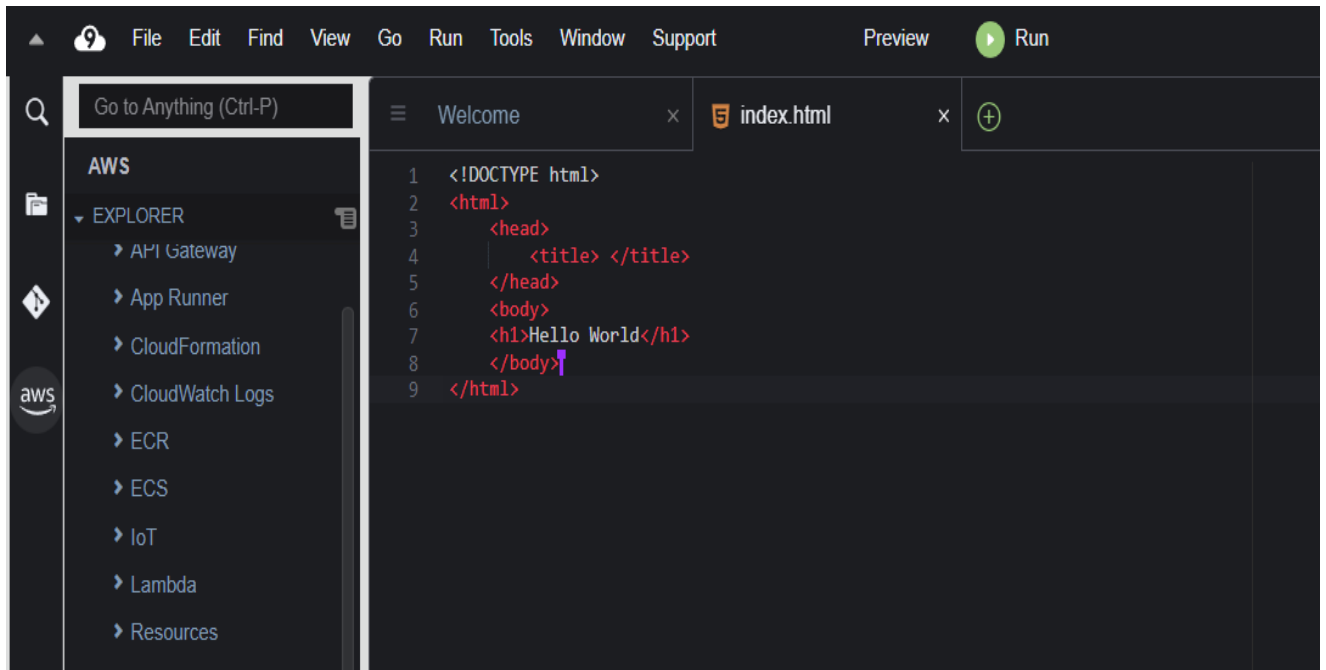 9 File Edit Find View Go Run Tools Window Support Preview Run
Go to Anything (Ctrl-P)
Welcome × 5 index.html ×
AWS
EXPLORER
API Gateway
App Runner
CloudFormation
CloudWatch Logs
aws
ECR
ECS
IoT
Lambda
Resources
1 <!DOCTYPE html>
2 <html>
3 <head>
4 <title> </title>
5 </head>
6 <body>
7 <h1>Hello World</h1>
8 </body>
9 </html>